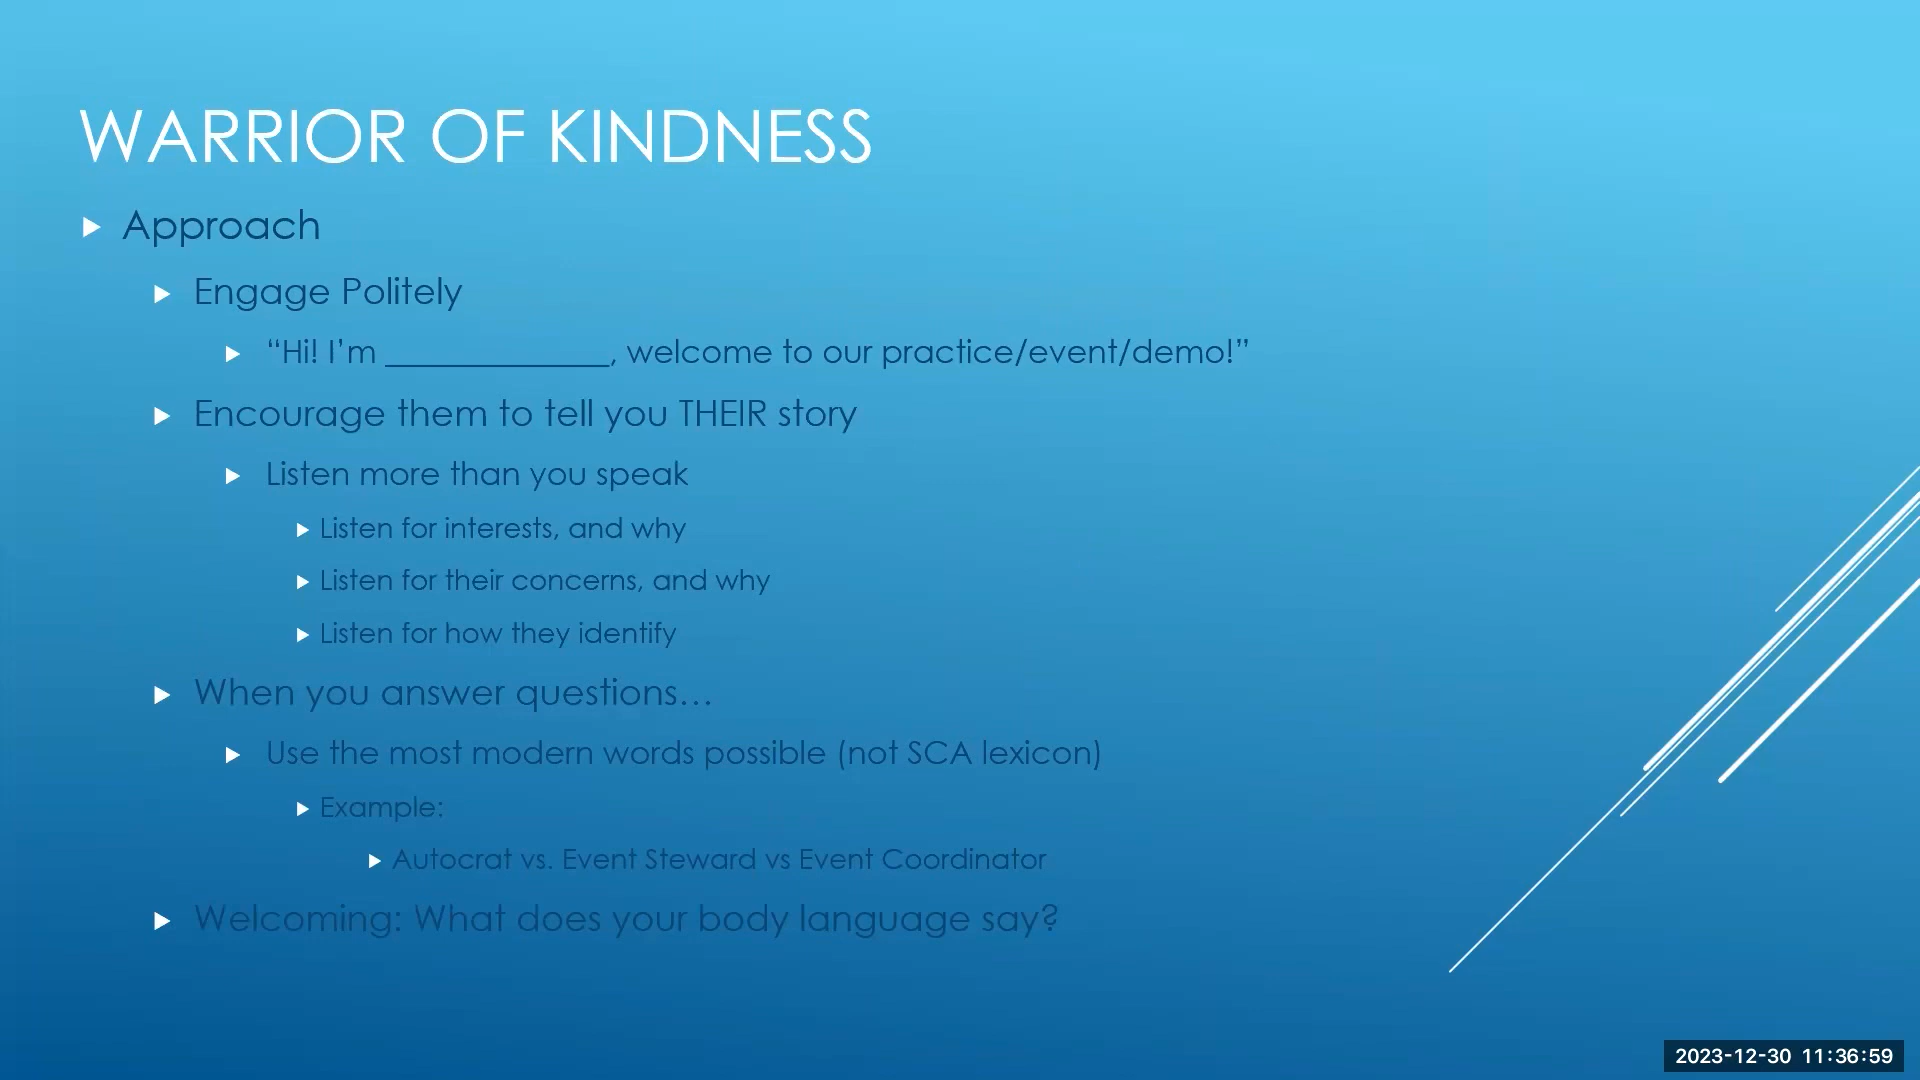 WARRIOR OF KINDNESS
Approach
Engage Politely
“Hi! I’m ______________, welcome to our practice/event/demo!”
Encourage them to tell you THEIR story
Listen more than you speak
Listen for interests, and why
Listen for their concerns, and why
Listen for how they identify
When you answer questions…
Use the most modern words possible (not SCA lexicon)
Example:
Autocrat vs. Event Steward vs Event Coordinator
Welcoming: What does your body language say?
2023-12-30 11:36:59